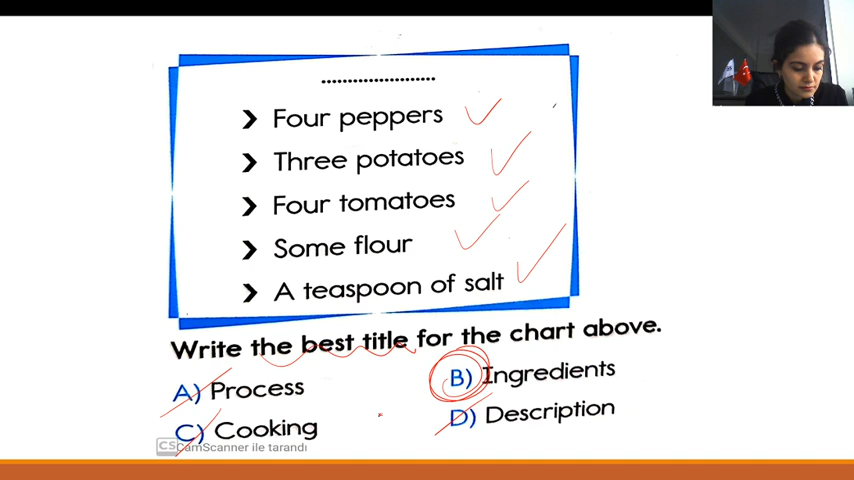 ......................
Four peppers
Three potatoes
Four tomatoes
Some flour
A teaspoon of salt
Write the best title for the chart above.
A) Process
B) Ingredients
C) Cooking
D) Description
CS CamScanner ile tarandı